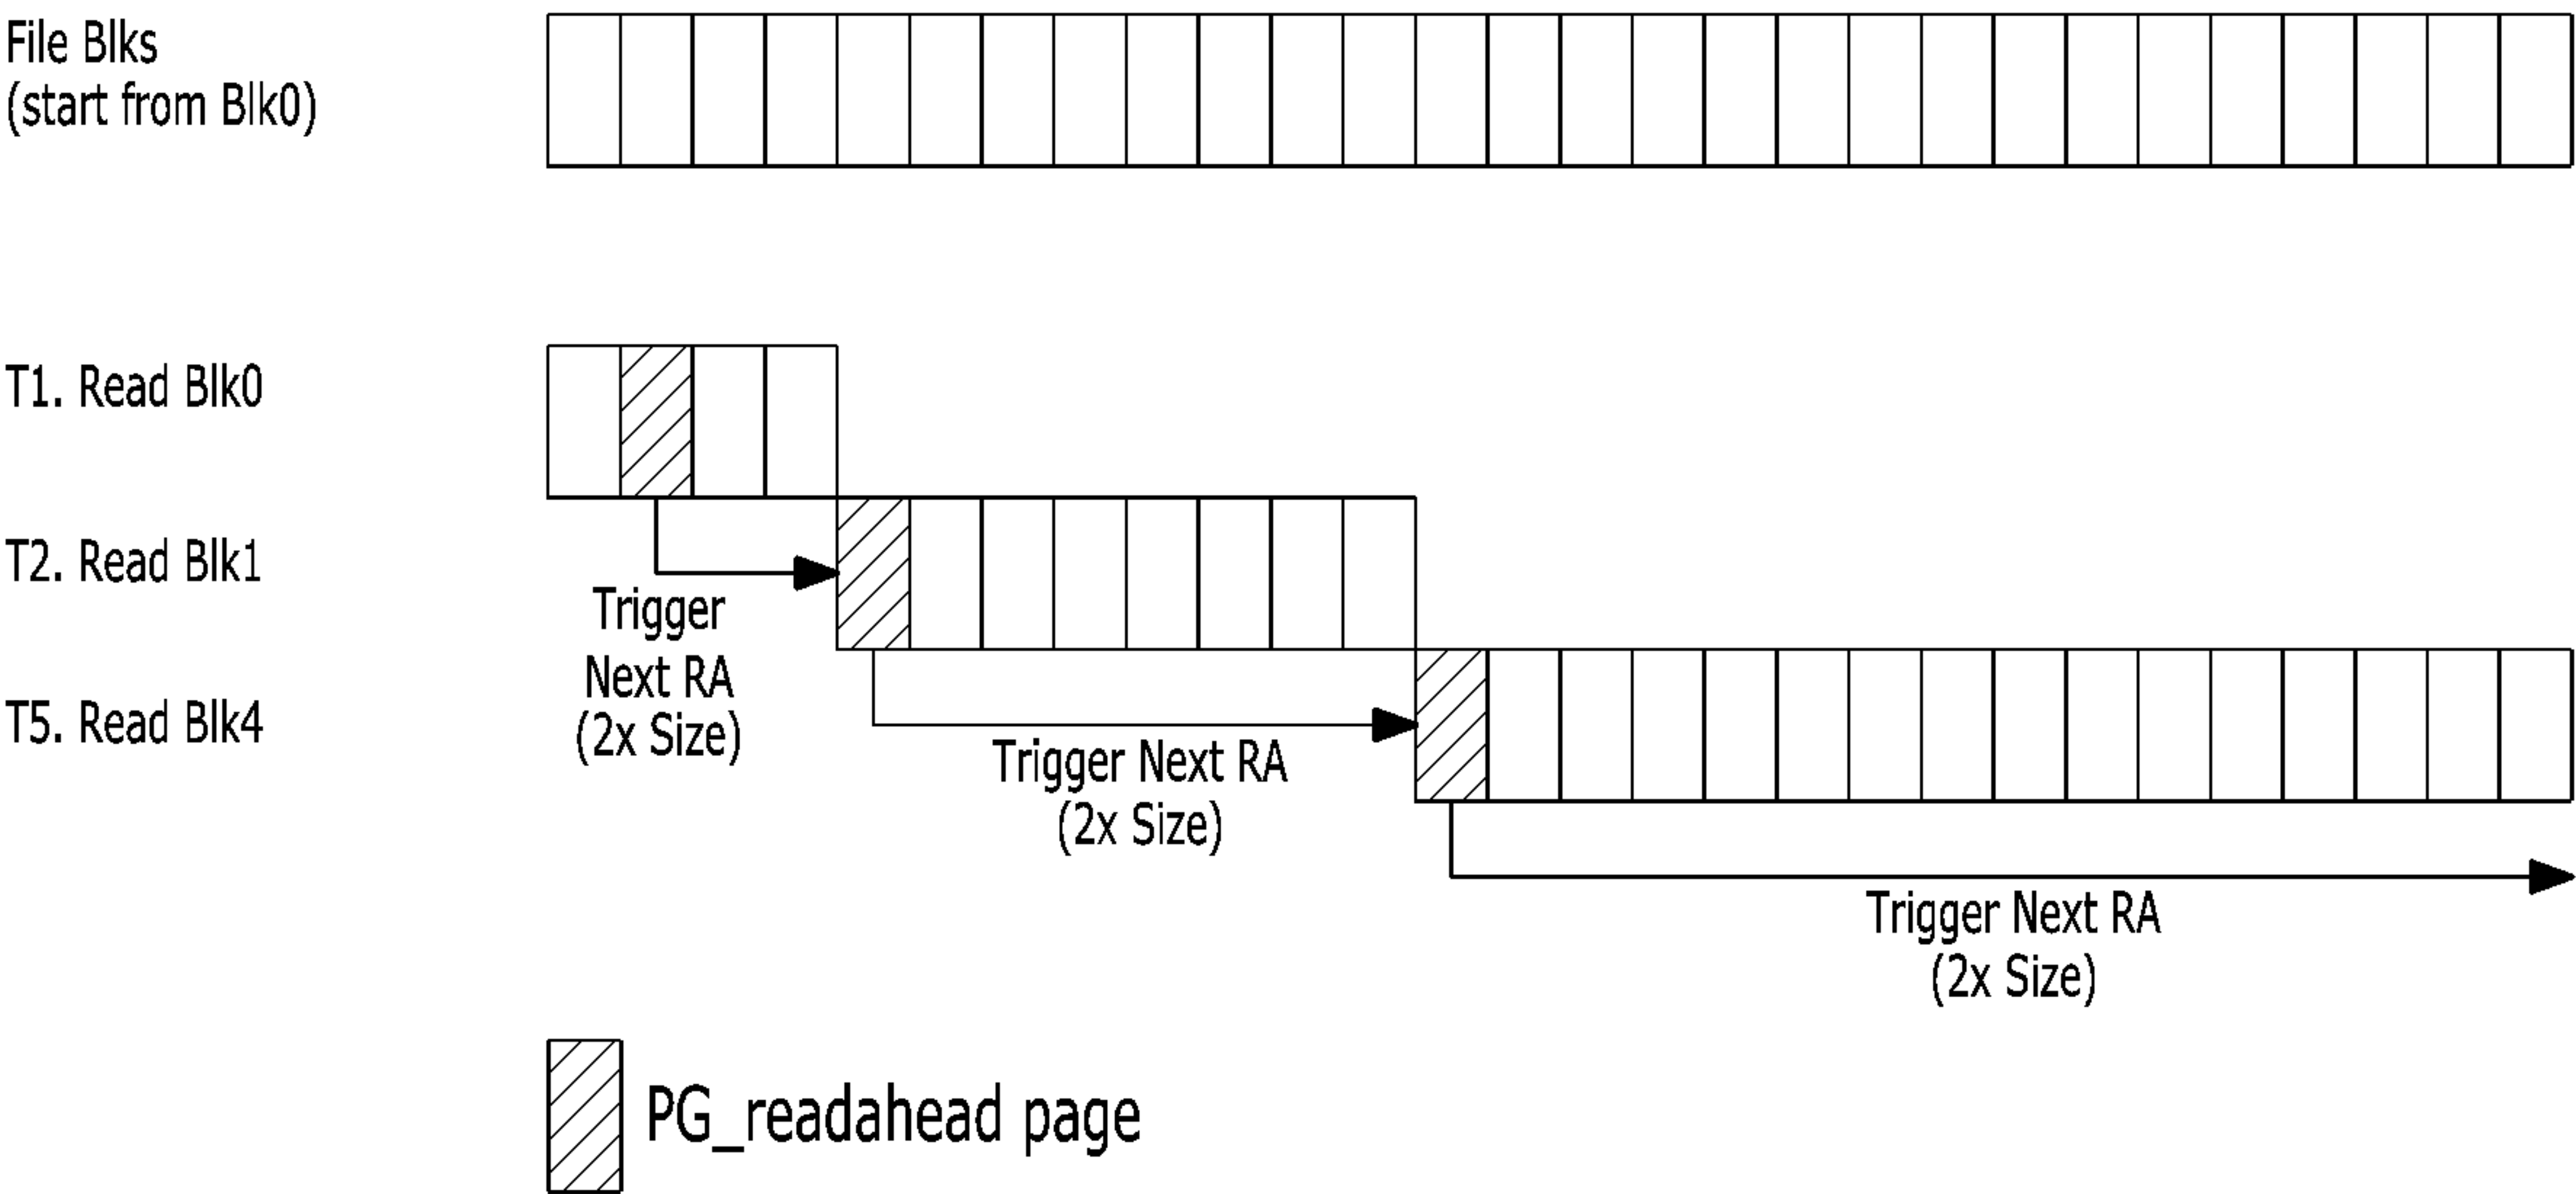 File Blks
(start from Blk0)
T1. Read Blk0
T2. Read Blk1
Trigger
Next RA
(2x Size)
T5. Read Blk4
Trigger Next RA
(2x Size)
Trigger Next RA
(2x Size)
PG_readahead page